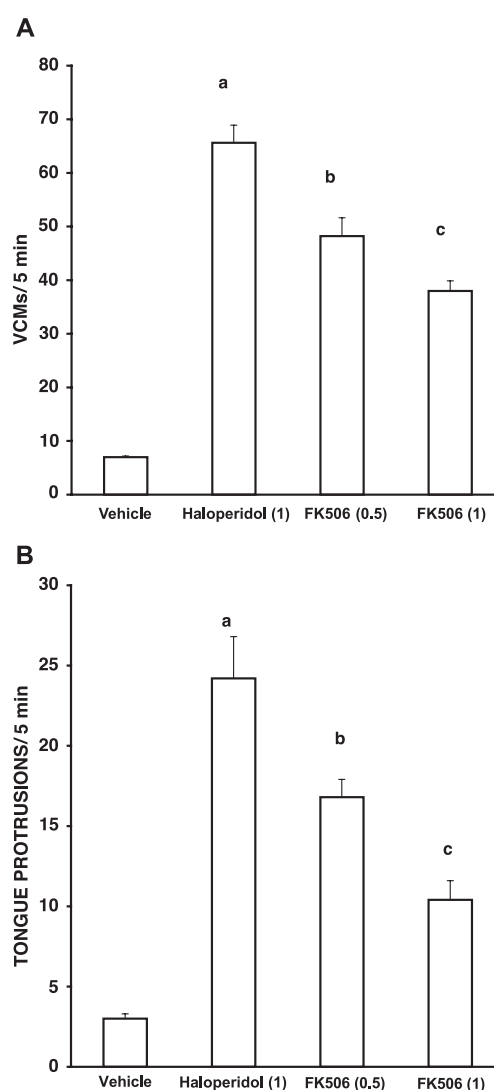 A
80
a
70
60
b
50
c
40
30
20
10
0
VCMs/ 5 min
Vehicle Haloperidol (1) FK506 (0.5) FK506 (1)
B
30
a
25
20
b
15
c
10
5
0
TONGUE PROTRUSIONS/ 5 min
Vehicle Haloperidol (1) FK506 (0.5) FK506 (1)